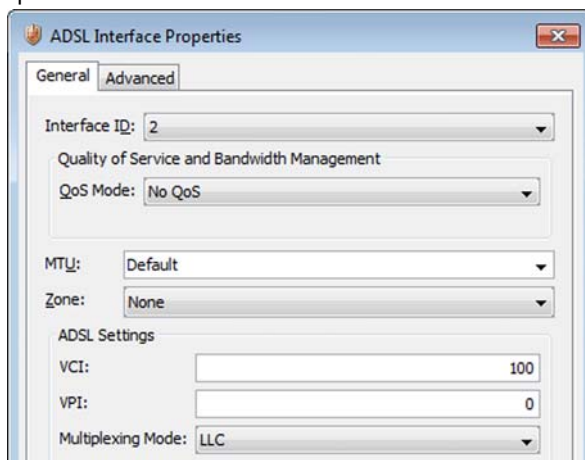 ADSL Interface Properties
General Advanced
Interface ID: 2
Quality of Service and Bandwidth Management
QoS Mode: No QoS
MTU: Default
Zone: None
ADSL Settings
VCI: 100
VPI: 0
Multiplexing Mode: LLC